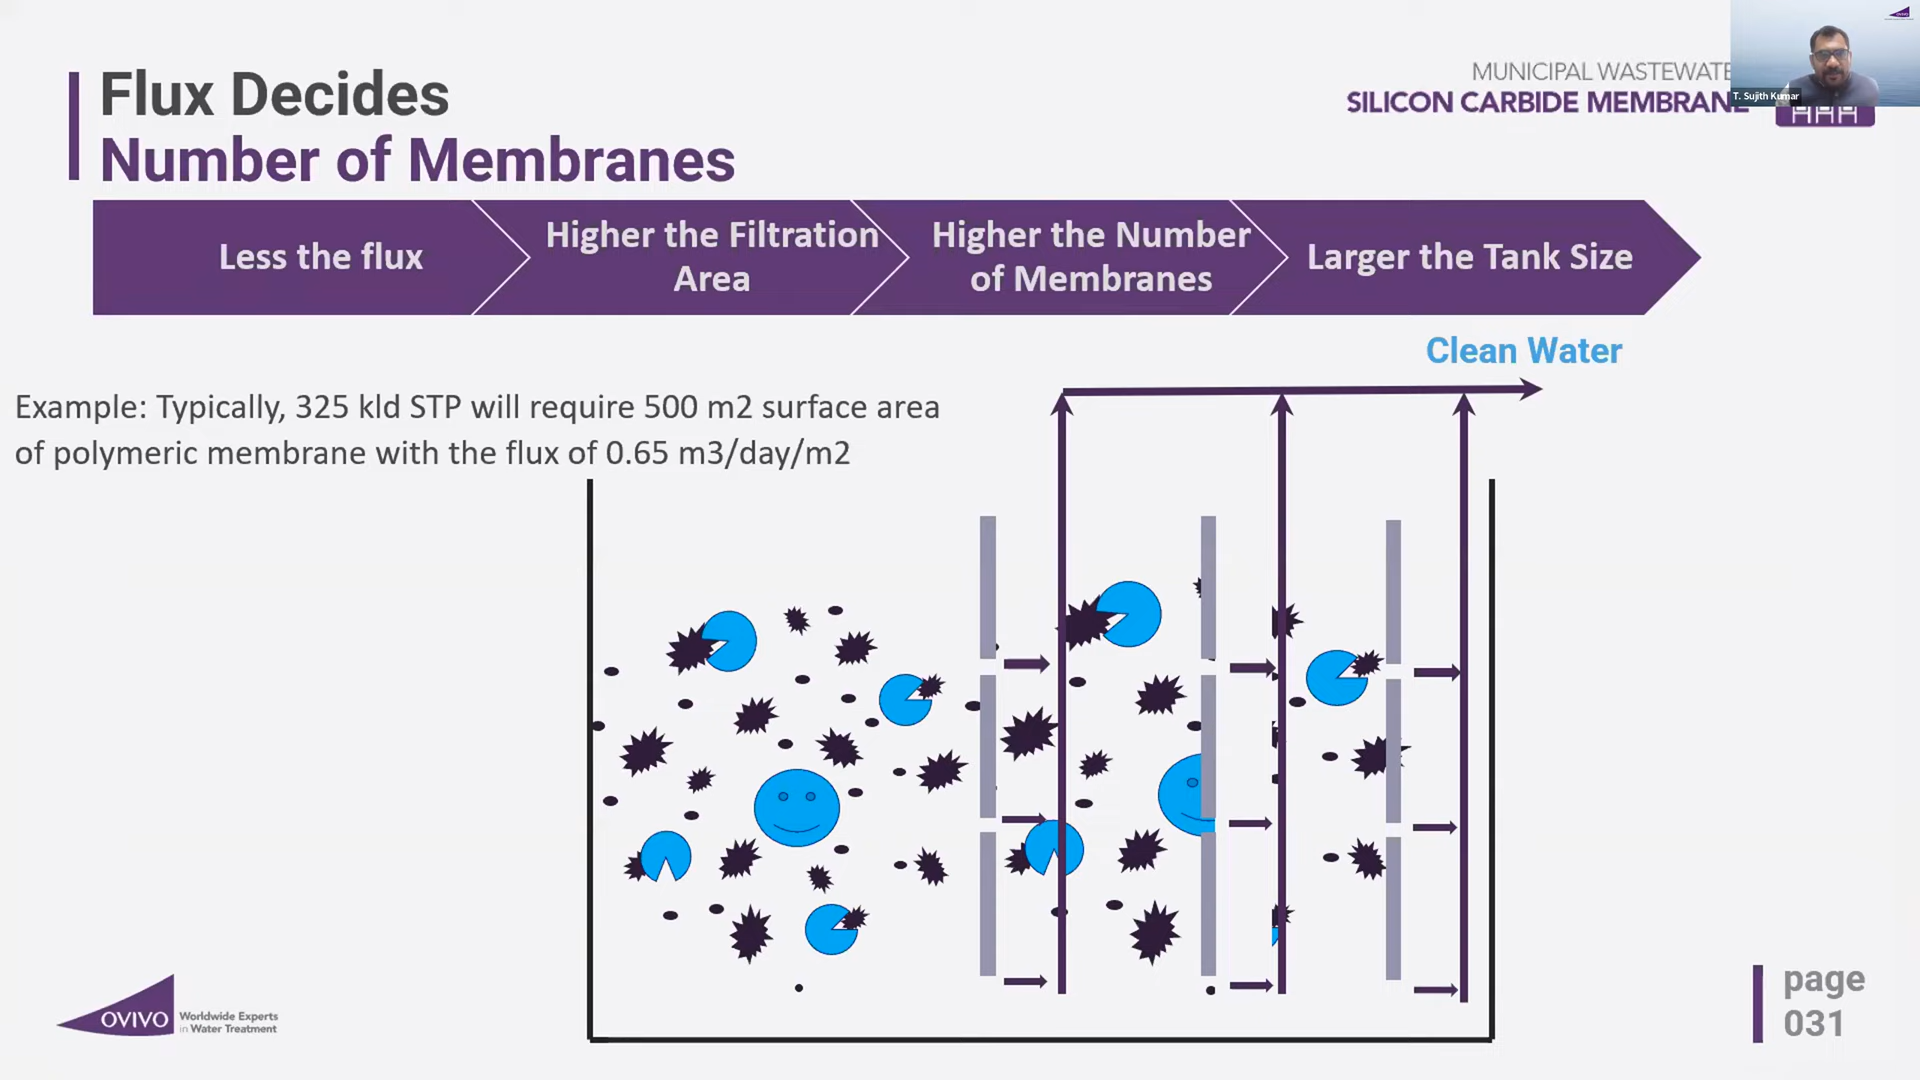 Flux Decides
Number of Membranes
MUNICIPAL WASTEWATE
SILICON CARBIDE MEMBRANE
T. Sujith Kumar
Less the flux
Higher the Filtration
Area
Higher the Number
of Membranes
Larger the Tank Size
Clean Water
Example: Typically, 325 kld STP will require 500 m2 surface area
of polymeric membrane with the flux of 0.65 m3/day/m2
OVIVO
Worldwide Experts
in Water Treatment
page
031